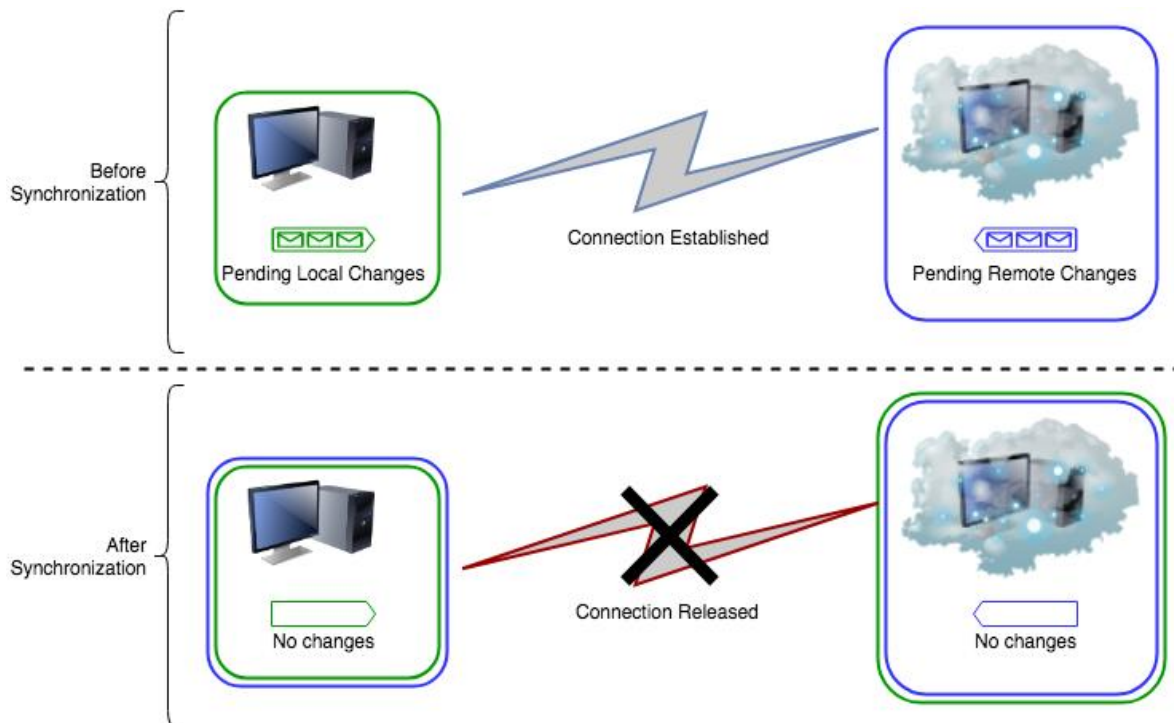 Before
Synchronization
Pending Local Changes
Connection Established
Pending Remote Changes
After
Synchronization
No changes
Connection Released
No changes